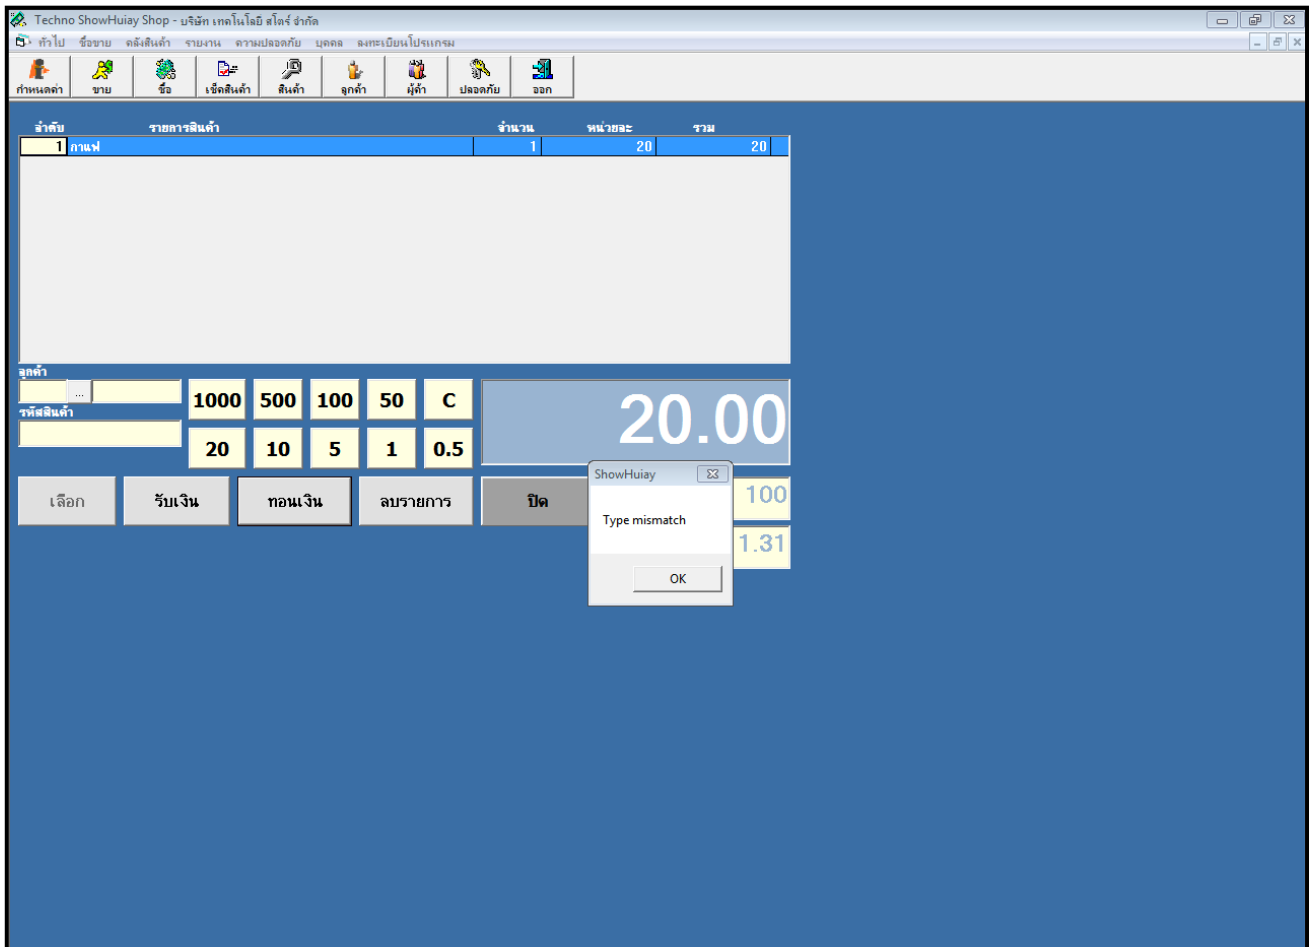 Techno ShowHuiay Shop - บริษัท เทคโนโลยี สโตร์ จำกัด
ทั่วไป ซื้อขาย คลังสินค้า รายงาน ความปลอดภัย บุคคล ลงทะเบียนโปรแกรม
กำหนดค่า ขาย ซื้อ เช็คสินค้า สินค้า ลูกค้า ผู้ค้า ปลอดภัย ออก
ลำดับ รายการสินค้า จำนวน หน่วยละ รวม
1 กาแฟ 1 20 20
ลูกค้า
...
1000 500 100 50 C
20.00
รหัสสินค้า
20 10 5 1 0.5
ShowHuiay
เลือก รับเงิน ทอนเงิน ลบรายการ ปิด
100
Type mismatch
1.31
OK